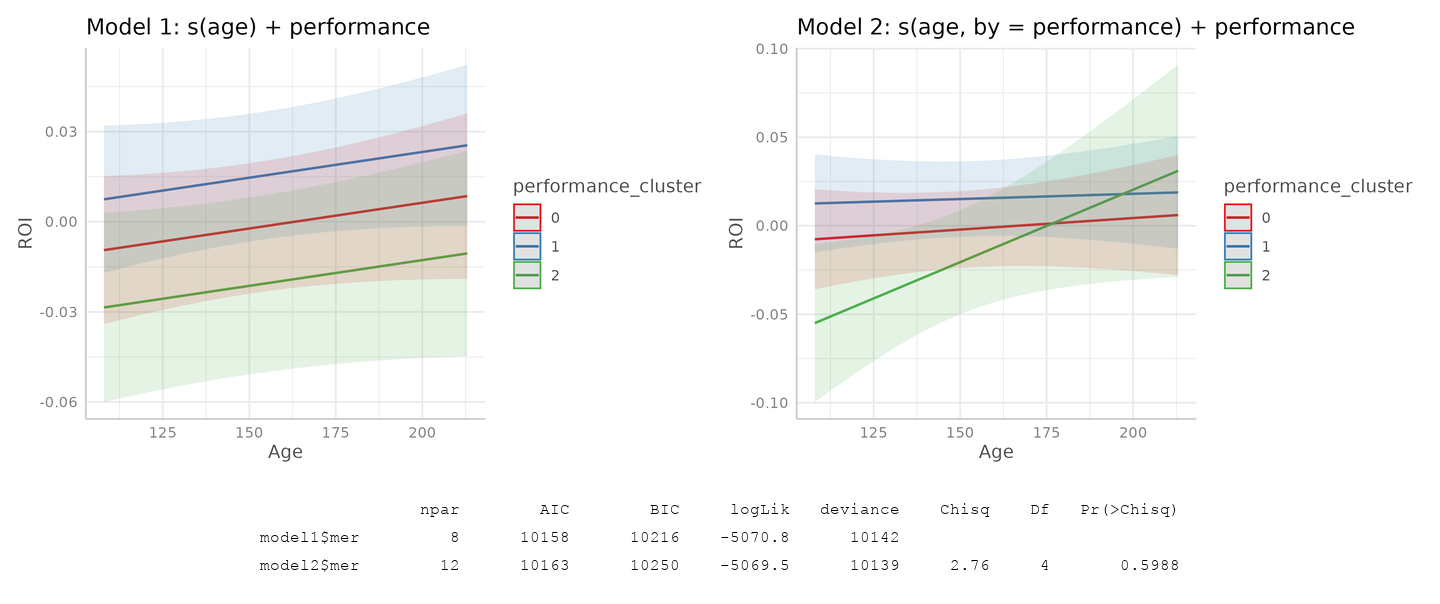 Model 1: s(age) + performance
0.03
0.00
-0.03
-0.06
ROI
125 150 175 200
Age
performance_cluster
0
1
2
Model 2: s(age, by = performance) + performance
0.10
0.05
0.00
-0.05
-0.10
ROI
125 150 175 200
Age
performance_cluster
0
1
2
npar AIC BIC logLik deviance Chisq Df Pr(>Chisq)
model1$mer 8 10158 10216 -5070.8 10142
model2$mer 12 10163 10250 -5069.5 10139 2.76 4 0.5988